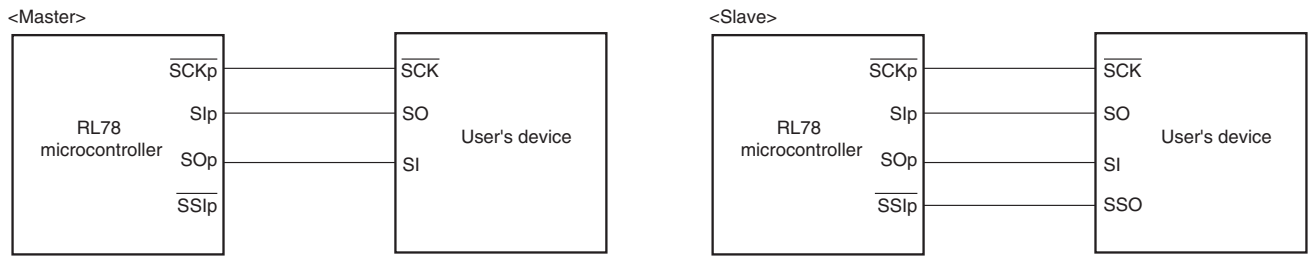 <Master>
SCKp
SIp
SOp
SSIp
RL78
microcontroller
SCK
SO
SI
User's device
<Slave>
SCKp
SIp
SOp
SSIp
RL78
microcontroller
SCK
SO
SI
SSO
User's device